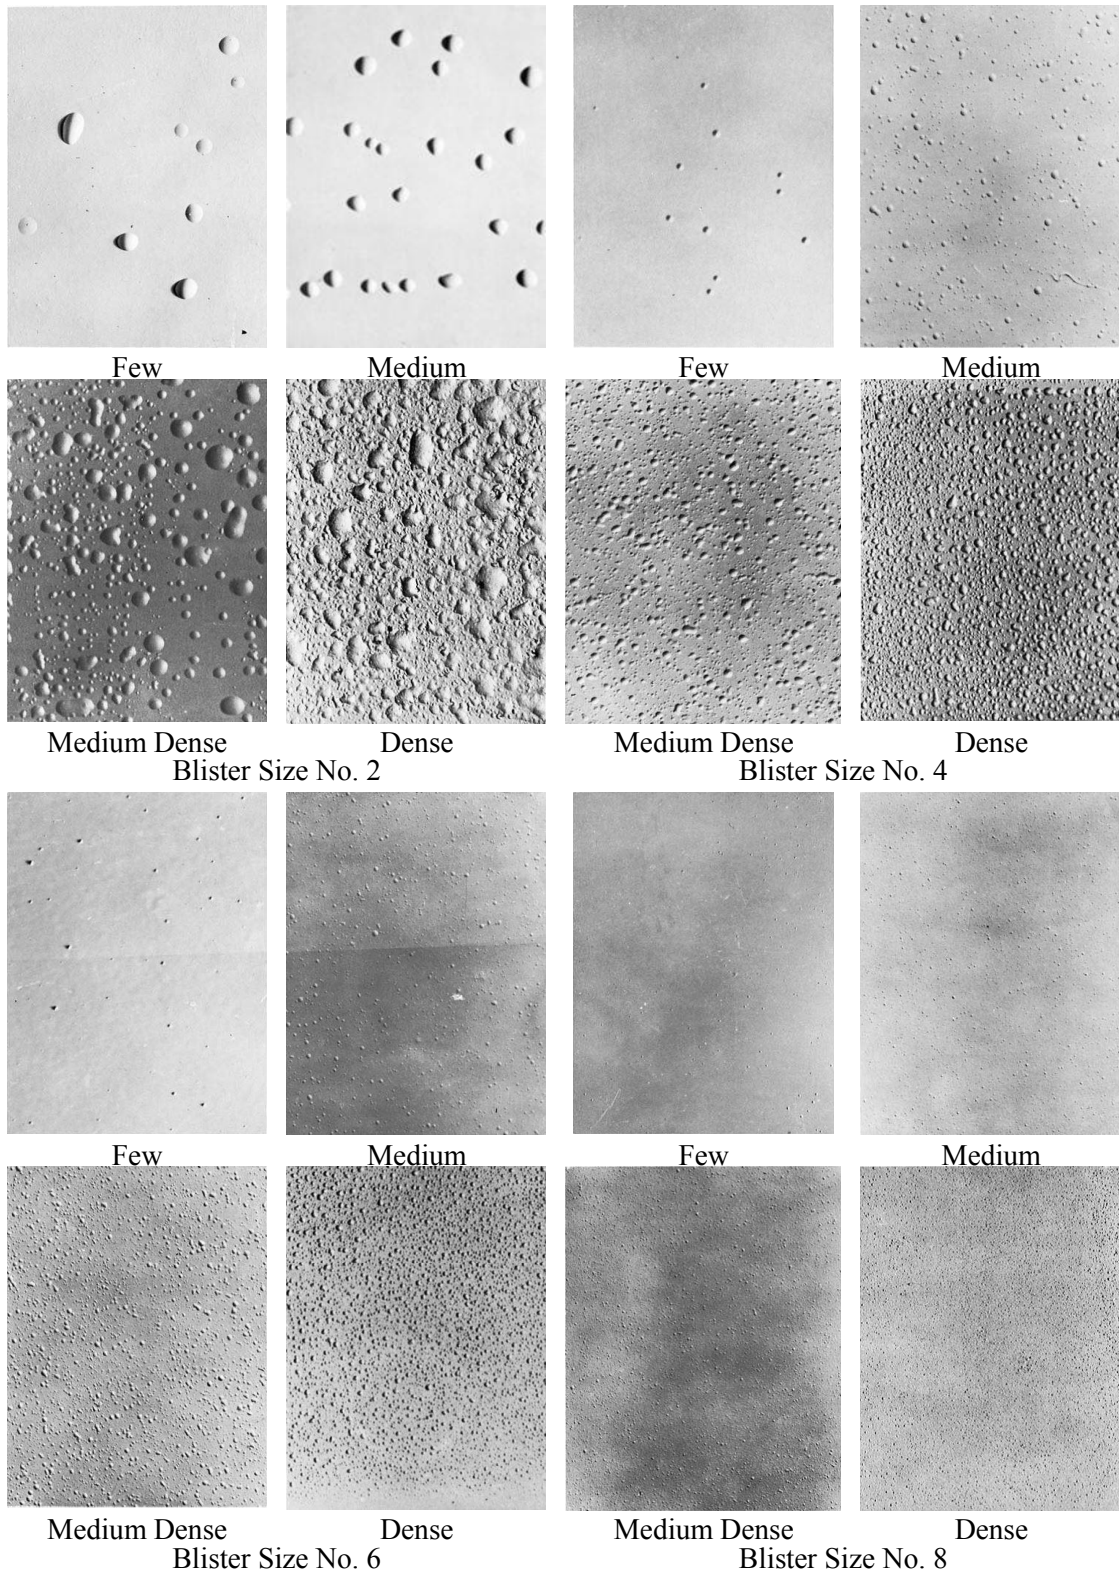 Few Medium Few Medium
Medium Dense Dense Medium Dense Dense
Blister Size No. 2 Blister Size No. 4
Few Medium Few Medium
Medium Dense Dense Medium Dense Dense
Blister Size No. 6 Blister Size No. 8